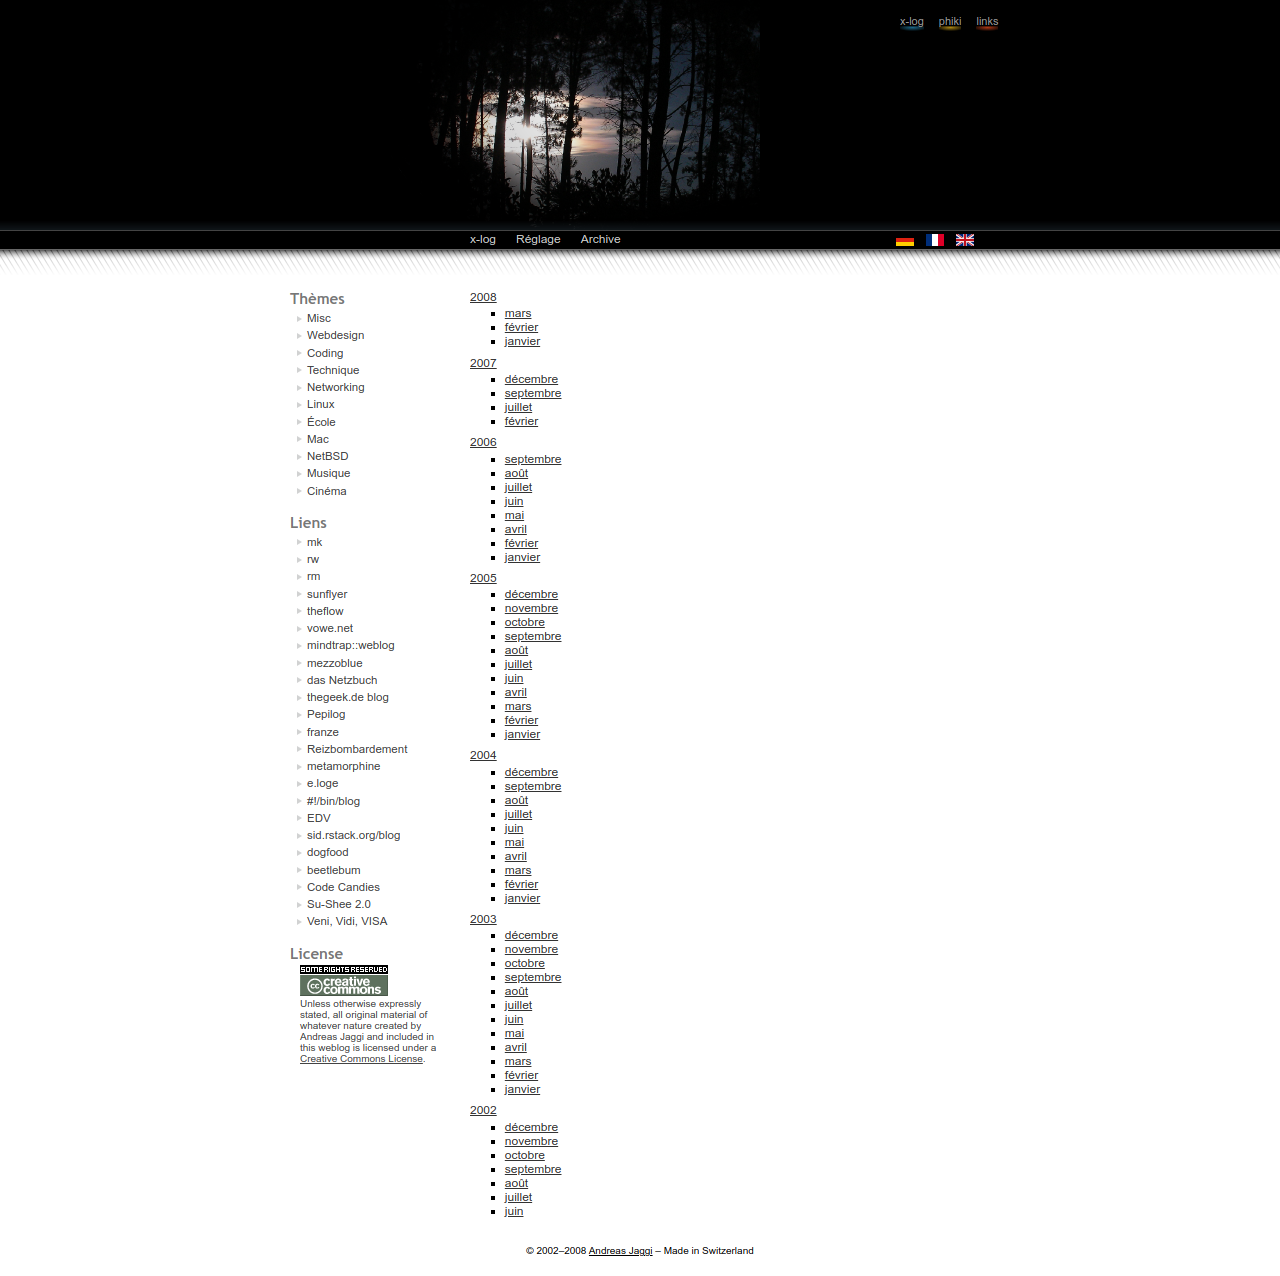 x-log phiki links
x-log Réglage Archive
Thèmes
Misc
Webdesign
Coding
Technique
Networking
Linux
École
Mac
NetBSD
Musique
Cinéma
Liens
mk
rw
rm
sunflyer
theflow
vowe.net
mindtrap::weblog
mezzoblue
das Netzbuch
thegeek.de blog
Pepilog
franze
Reizbombardement
metamorphine
e.loge
#!/bin/blog
EDV
sid.rstack.org/blog
dogfood
beetlebum
Code Candies
Su-Shee 2.0
Veni, Vidi, VISA
License
SOME RIGHTS RESERVED
cc creative commons
Unless otherwise expressly
stated, all original material of
whatever nature created by
Andreas Jaggi and included in
this weblog is licensed under a
Creative Commons License.
2008
mars
février
janvier
2007
décembre
septembre
juillet
février
2006
septembre
août
juillet
juin
mai
avril
février
janvier
2005
décembre
novembre
octobre
septembre
août
juillet
juin
avril
mars
février
janvier
2004
décembre
septembre
août
juillet
juin
mai
avril
mars
février
janvier
2003
décembre
novembre
octobre
septembre
août
juillet
juin
mai
avril
mars
février
janvier
2002
décembre
novembre
octobre
septembre
août
juillet
juin
© 2002–2008 Andreas Jaggi – Made in Switzerland